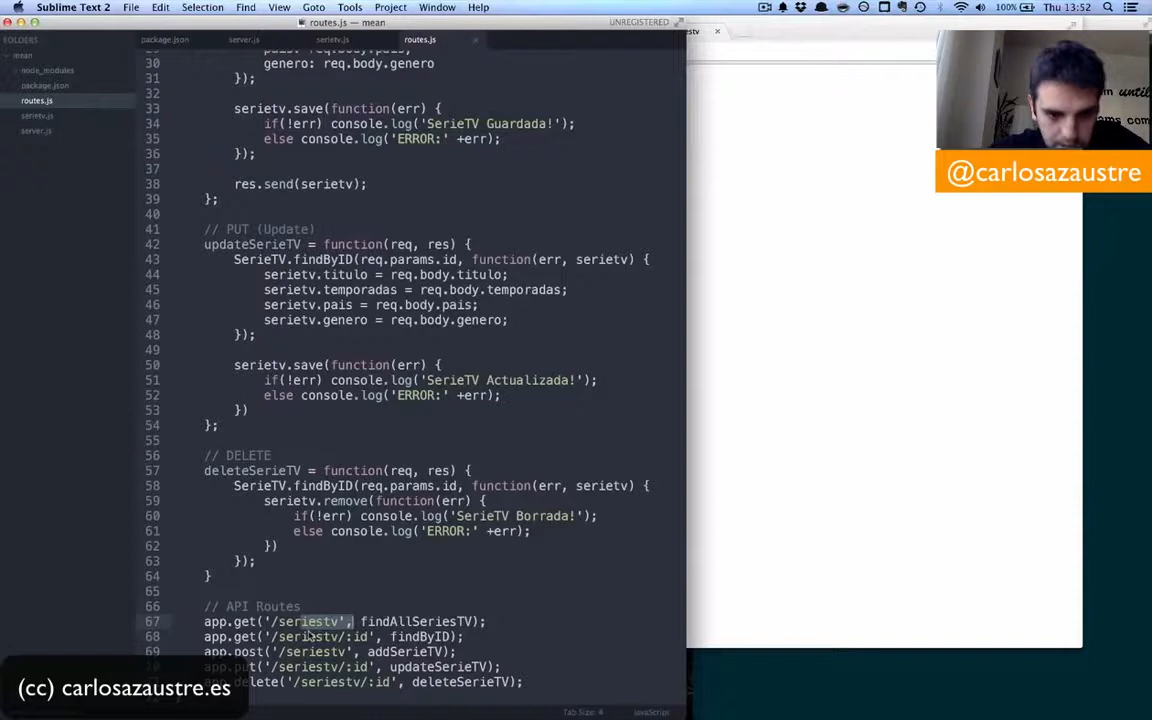 Sublime Text 2 File Edit Selection Find View Goto Tools Project Window Help 100% Thu 13:52
routes.js — mean UNREGISTERED
FOLDERS package.json server.js serietv.js routes.js
mean
node_modules
package.json
routes.js
serietv.js
server.js
30 genero: req.body.genero
31 });
32
33 serietv.save(function(err) {
34 if(!err) console.log('SerieTV Guardada!');
35 else console.log('ERROR:' +err);
36 });
37
38 res.send(serietv);
39 };
40
41 // PUT (Update)
42 updateSerieTV = function(req, res) {
43 SerieTV.findByID(req.params.id, function(err, serietv) {
44 serietv.titulo = req.body.titulo;
45 serietv.temporadas = req.body.temporadas;
46 serietv.pais = req.body.pais;
47 serietv.genero = req.body.genero;
48 });
49
50 serietv.save(function(err) {
51 if(!err) console.log('SerieTV Actualizada!');
52 else console.log('ERROR:' +err);
53 })
54 };
55
56 // DELETE
57 deleteSerieTV = function(req, res) {
58 SerieTV.findByID(req.params.id, function(err, serietv) {
59 serietv.remove(function(err) {
60 if(!err) console.log('SerieTV Borrada!');
61 else console.log('ERROR:' +err);
62 })
63 });
64 }
65
66 // API Routes
67 app.get('/seriestv', findAllSeriesTV);
68 app.get('/seriestv/:id', findByID);
69 app.post('/seriestv', addSerieTV);
70 app.put('/seriestv/:id', updateSerieTV);
app.delete('/seriestv/:id', deleteSerieTV);
Tab Size: 4 JavaScript
until
@carlosazaustre
(cc) carlosazaustre.es